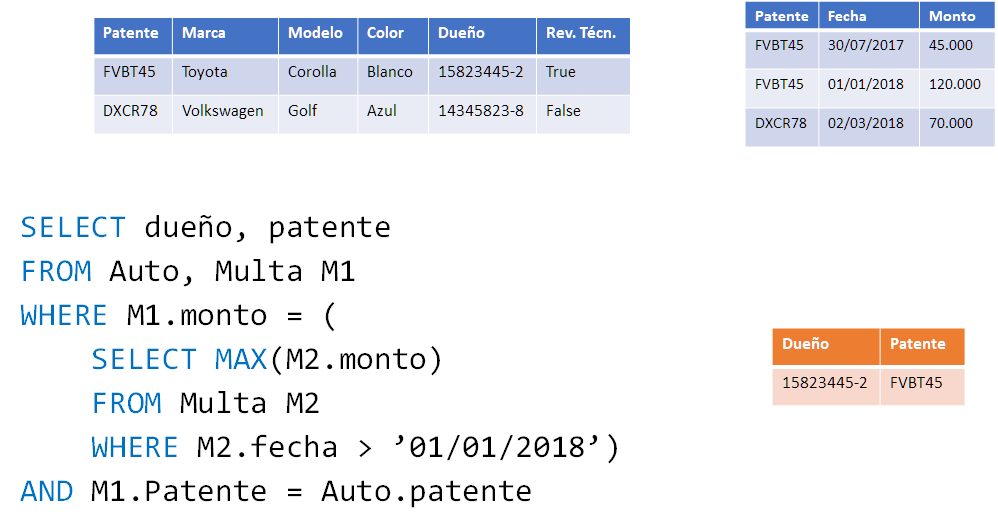 Patente Marca Modelo Color Dueño Rev. Técn.
FVBT45 Toyota Corolla Blanco 15823445-2 True
DXCR78 Volkswagen Golf Azul 14345823-8 False
Patente Fecha Monto
FVBT45 30/07/2017 45.000
FVBT45 01/01/2018 120.000
DXCR78 02/03/2018 70.000
SELECT dueño, patente
FROM Auto, Multa M1
WHERE M1.monto = (
SELECT MAX(M2.monto)
FROM Multa M2
WHERE M2.fecha > ’01/01/2018’)
AND M1.Patente = Auto.patente
Dueño Patente
15823445-2 FVBT45